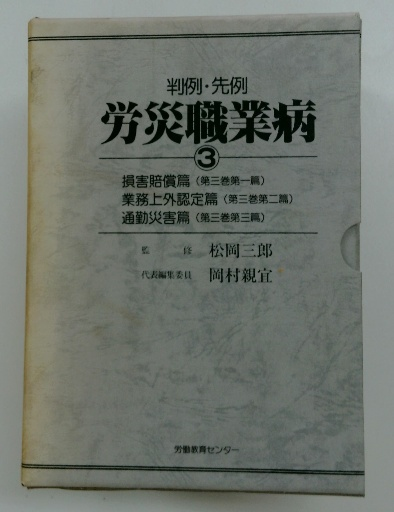 判例・先例
労災職業病
③
損害賠償篇（第三巻第一篇）
業務上外認定篇（第三巻第二篇）
通勤災害篇（第三巻第三篇）
監　修　松岡三郎
代表編集委員　岡村親宜
労働教育センター